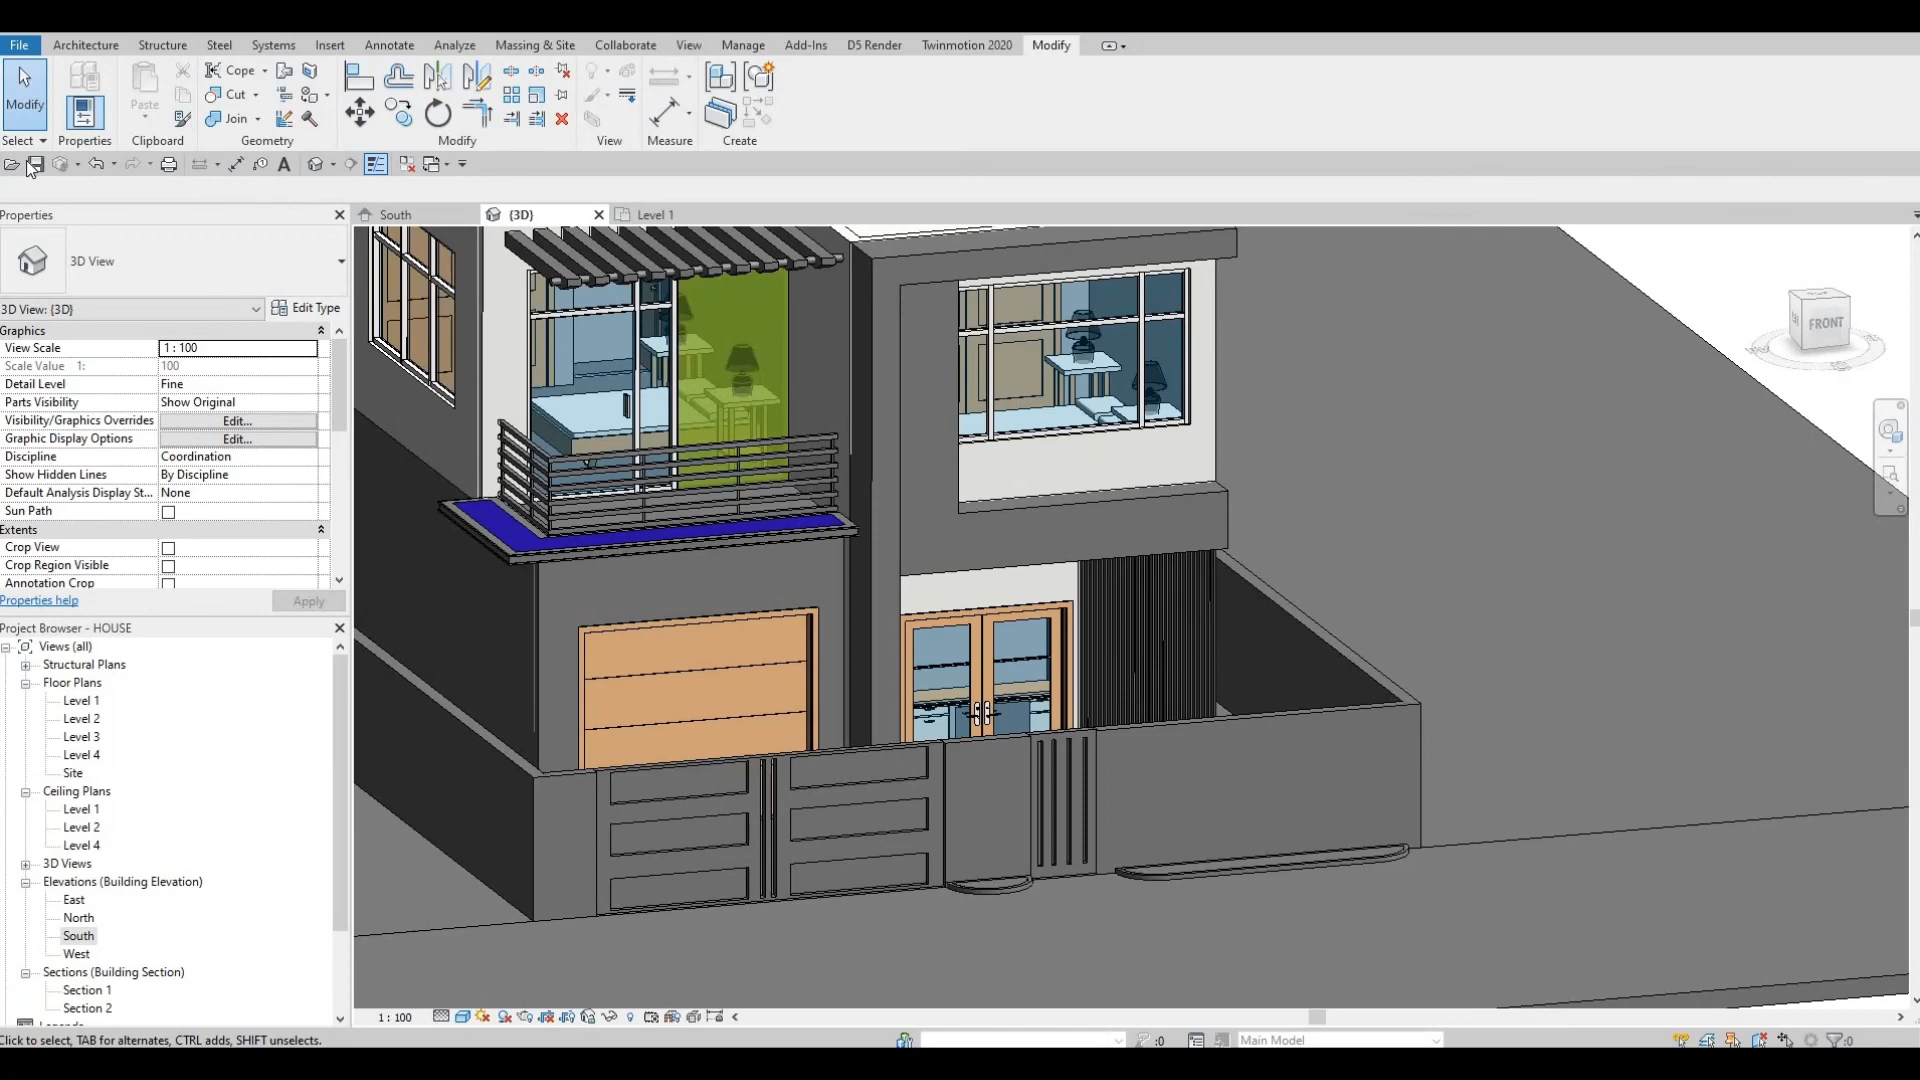 File Architecture Structure Steel Systems Insert Annotate Analyze Massing & Site Collaborate View Manage Add-Ins D5 Render Twinmotion 2020 Modify
Cope
Modify Paste Cut
Join
Select Properties Clipboard Geometry Modify View Measure Create
A
Properties South {3D} Level 1
3D View
3D View: {3D} Edit Type
Graphics
View Scale 1 : 100
Scale Value 1: 100
Detail Level Fine
Parts Visibility Show Original
Visibility/Graphics Overrides Edit...
Graphic Display Options Edit...
Discipline Coordination
Show Hidden Lines By Discipline
Default Analysis Display St... None
Sun Path
Extents
Crop View
Crop Region Visible
Annotation Crop
Properties help Apply
FRONT
Project Browser - HOUSE
Views (all)
Structural Plans
Floor Plans
Level 1
Level 2
Level 3
Level 4
Site
Ceiling Plans
Level 1
Level 2
Level 4
3D Views
Elevations (Building Elevation)
East
North
South
West
Sections (Building Section)
Section 1
Section 2
1 : 100
Click to select, TAB for alternates, CTRL adds, SHIFT unselects. :0 Main Model :0